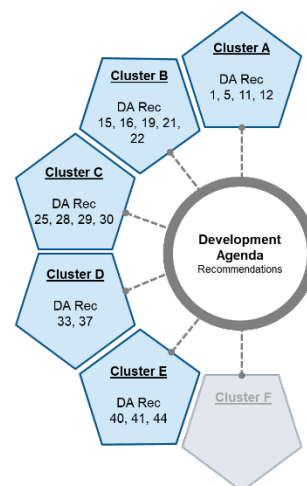 Cluster A
DA Rec
1, 5, 11, 12
Cluster B
DA Rec
15, 16, 19, 21,
22
Cluster C
DA Rec
25, 28, 29, 30
Development
Agenda
Recommendations
Cluster D
DA Rec
33, 37
Cluster E
DA Rec
40, 41, 44
Cluster F